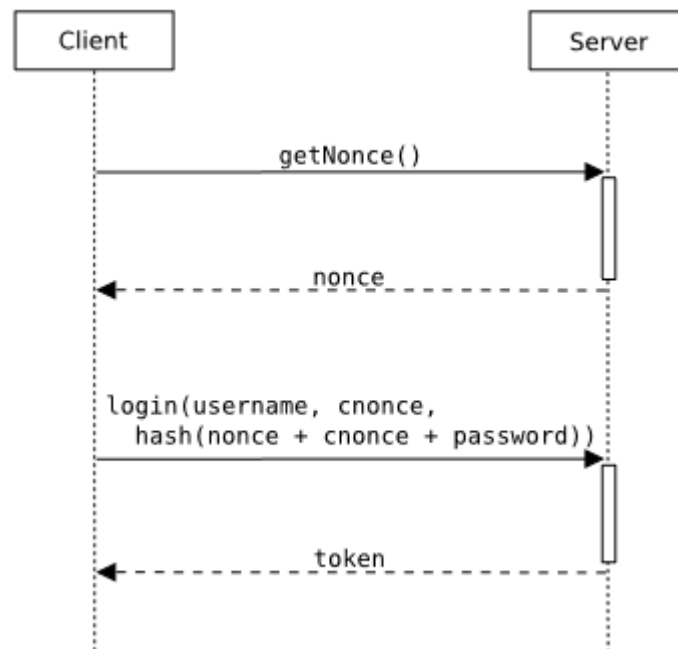 Client
Server
getNonce()
nonce
login(username, cnonce,
hash(nonce + cnonce + password))
token